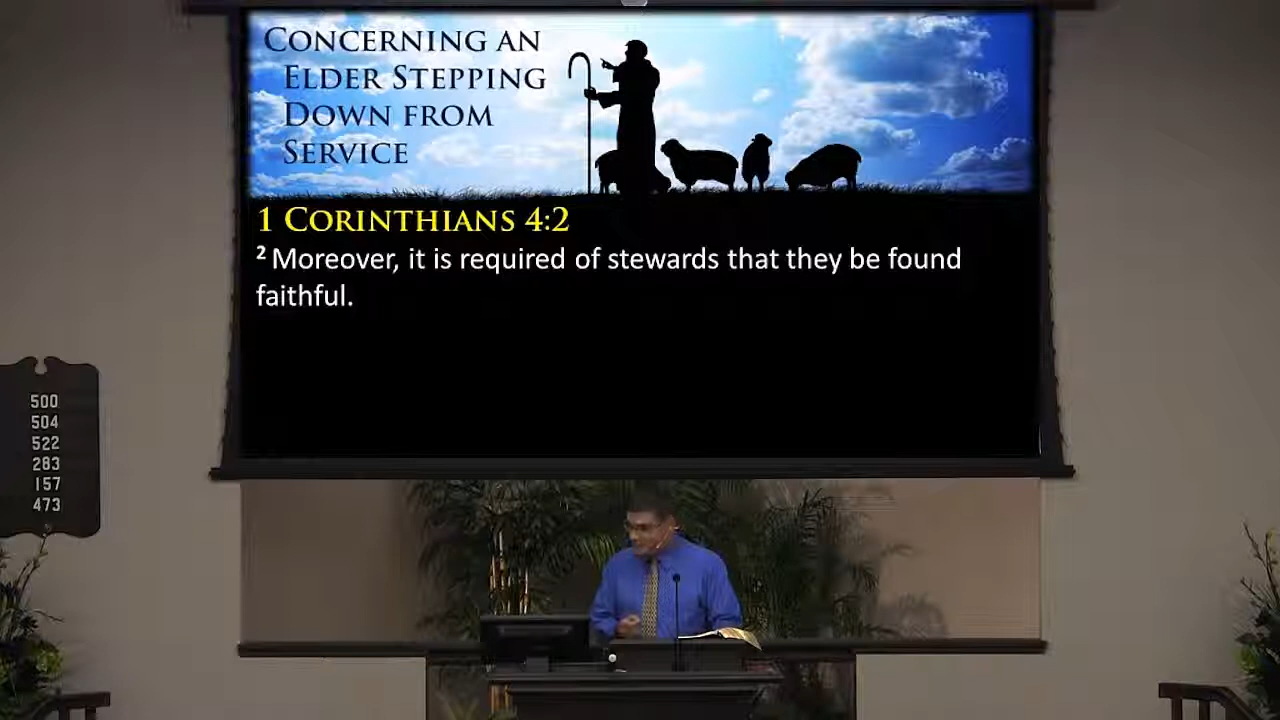 CONCERNING AN
ELDER STEPPING
DOWN FROM
SERVICE
1 CORINTHIANS 4:2
2 Moreover, it is required of stewards that they be found
faithful.
500
504
522
283
157
473